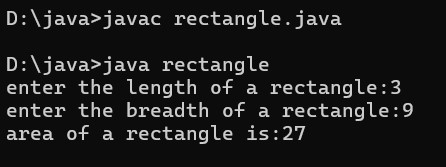 D:\java>javac rectangle.java
D:\java>java rectangle
enter the length of a rectangle:3
enter the breadth of a rectangle:9
area of a rectangle is:27